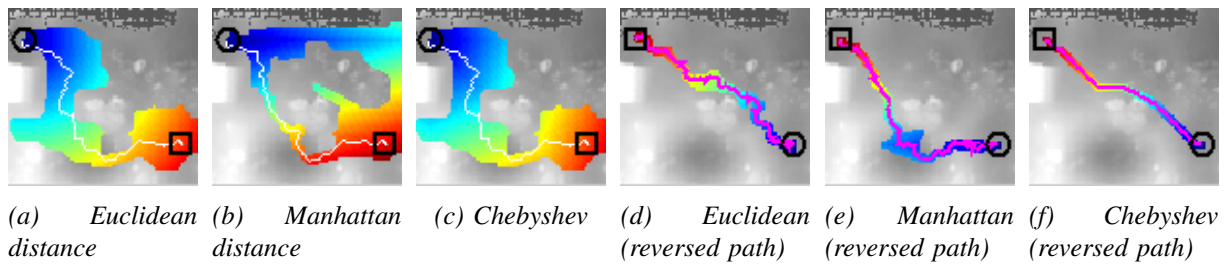 (a) Euclidean
distance
(b) Manhattan
distance
(c) Chebyshev
(d) Euclidean
(reversed path)
(e) Manhattan
(reversed path)
(f) Chebyshev
(reversed path)